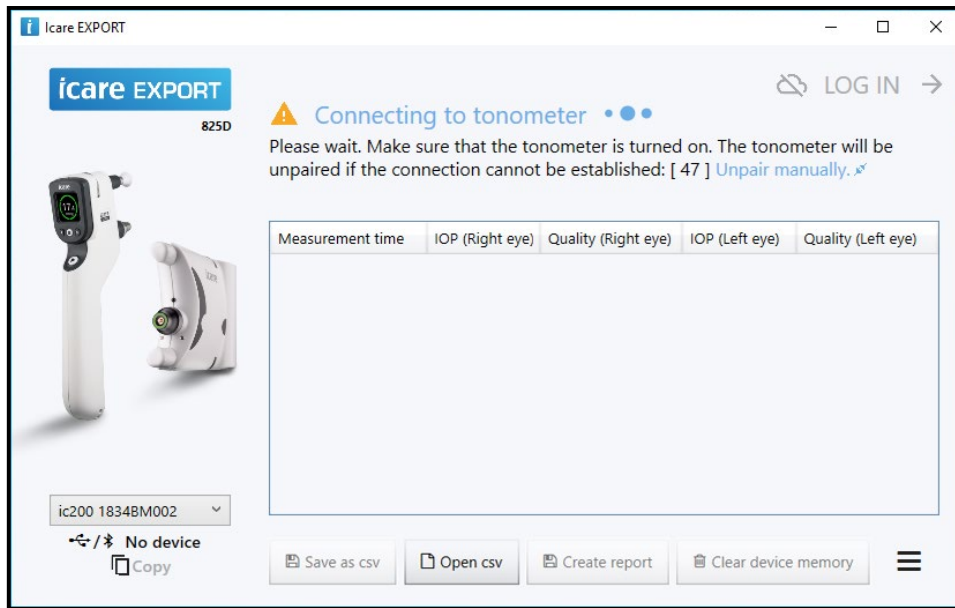 Icare EXPORT
icare EXPORT
825D
LOG IN
Connecting to tonometer
Please wait. Make sure that the tonometer is turned on. The tonometer will be
unpaired if the connection cannot be established: [ 47 ] Unpair manually.
Measurement time IOP (Right eye) Quality (Right eye) IOP (Left eye) Quality (Left eye)
ic200 1834BM002
/ No device
Copy
Save as csv Open csv Create report Clear device memory